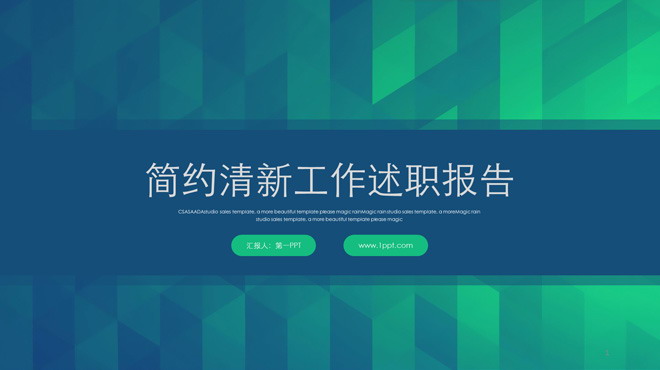 简约清新工作述职报告
CSASAADAstudio sales template, a more beautiful template please magic rainMagic rain studio sales template, a moreMagic rain
studio sales template, a more beautiful template please magic
汇报人：第一PPT
www.1ppt.com